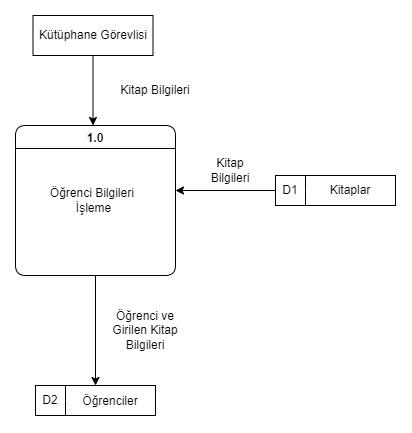 Kütüphane Görevlisi
Kitap Bilgileri
1.0
Öğrenci Bilgileri
İşleme
Kitap
Bilgileri
D1
Kitaplar
Öğrenci ve
Girilen Kitap
Bilgileri
D2
Öğrenciler